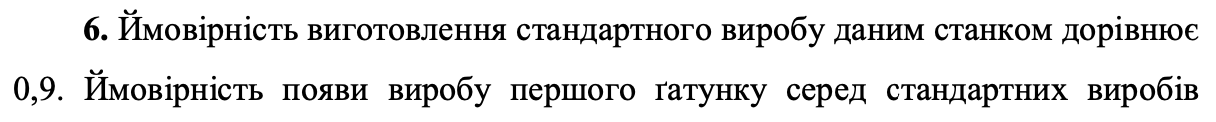 6. Ймовірність виготовлення стандартного виробу даним станком дорівнює
0,9. Ймовірність появи виробу першого ґатунку серед стандартних виробів